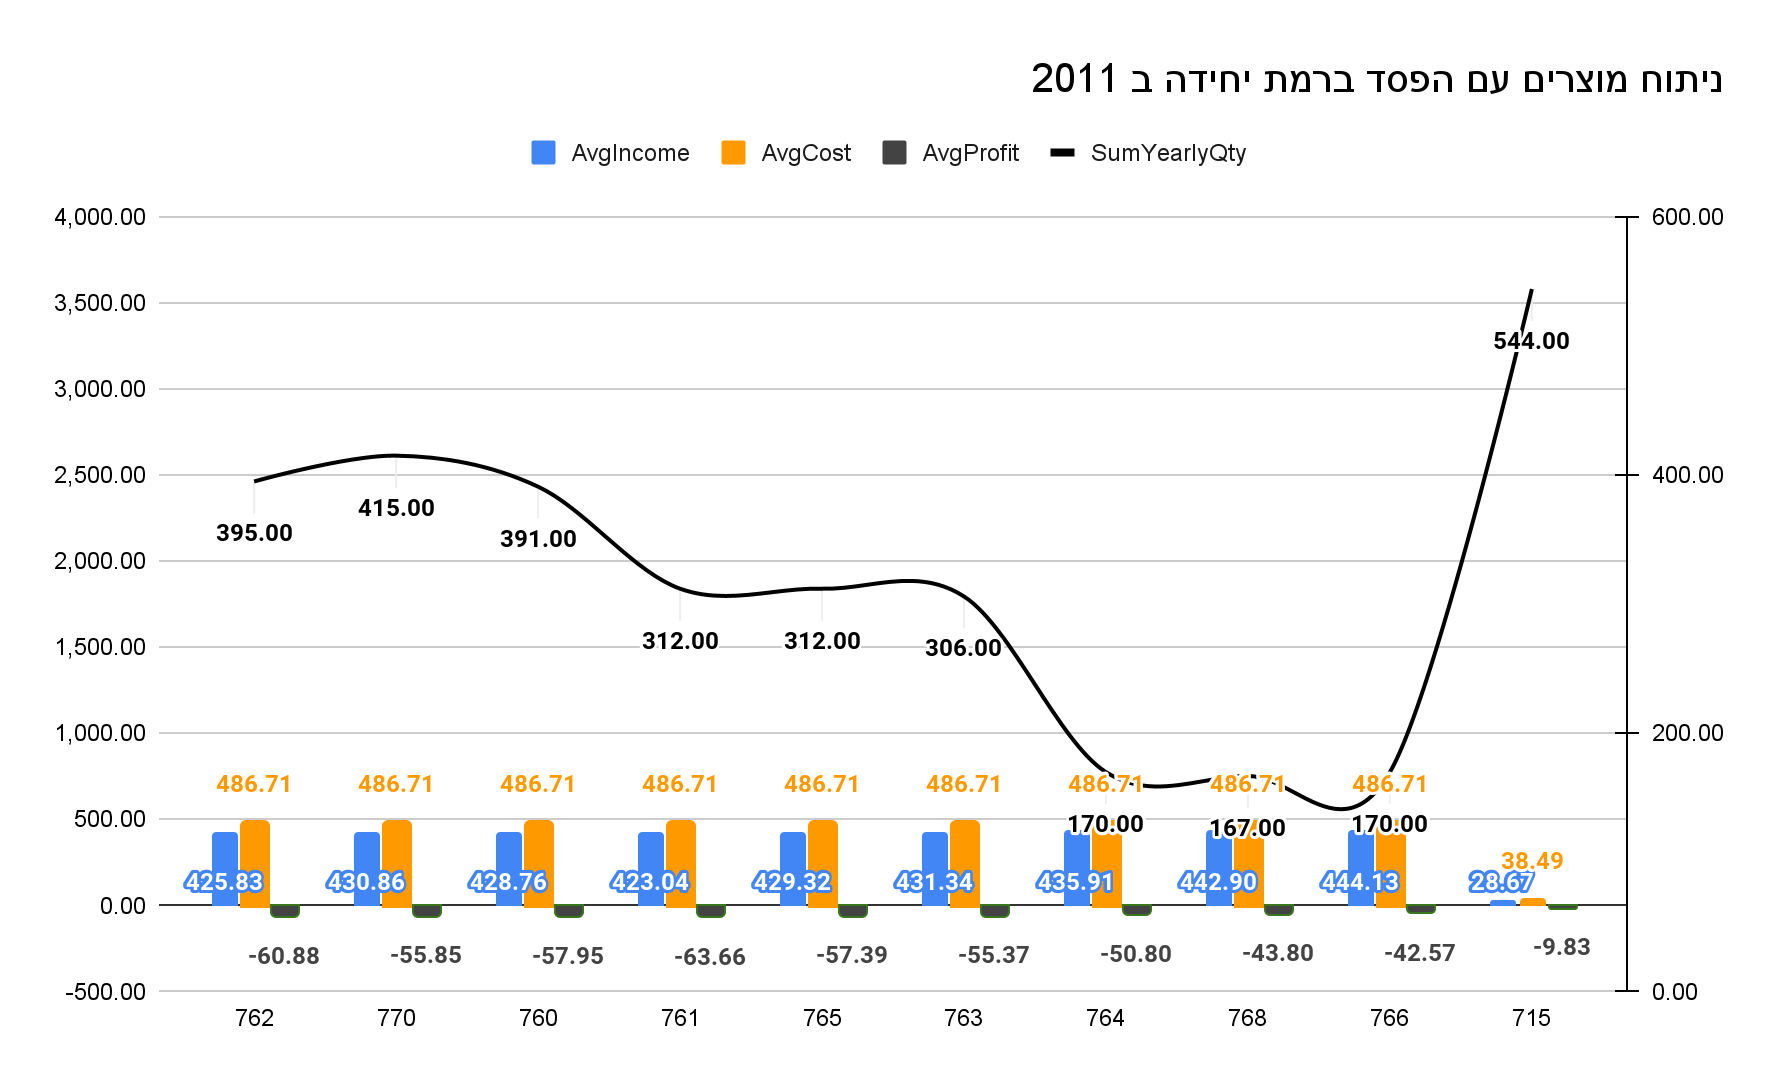 ניתוח מוצרים עם הפסד ברמת יחידה ב 2011
AvgIncome AvgCost AvgProfit SumYearlyQty
4,000.00 600.00
3,500.00
544.00
3,000.00
2,500.00 400.00
395.00 415.00 391.00
2,000.00
312.00 312.00 306.00
1,500.00
1,000.00 200.00
486.71 486.71 486.71 486.71 486.71 486.71 486.71 486.71 486.71
500.00 170.00 167.00 170.00
38.49
425.83 430.86 428.76 423.04 429.32 431.34 435.91 442.90 444.13 28.67
0.00
-60.88 -55.85 -57.95 -63.66 -57.39 -55.37 -50.80 -43.80 -42.57 -9.83
-500.00 0.00
762 770 760 761 765 763 764 768 766 715